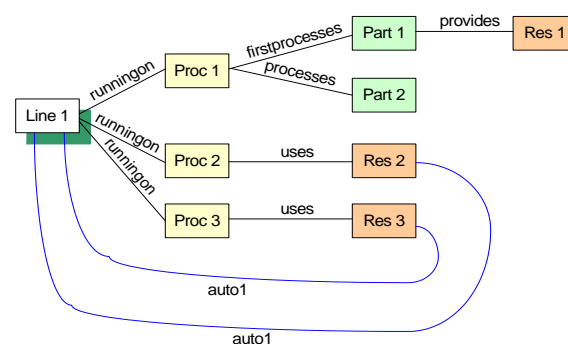 provides
firstprocesses
Part 1
Res 1
runningon
Proc 1
processes
Part 2
Line 1
runningon
Proc 2
uses
Res 2
runningon
Proc 3
uses
Res 3
auto1
auto1